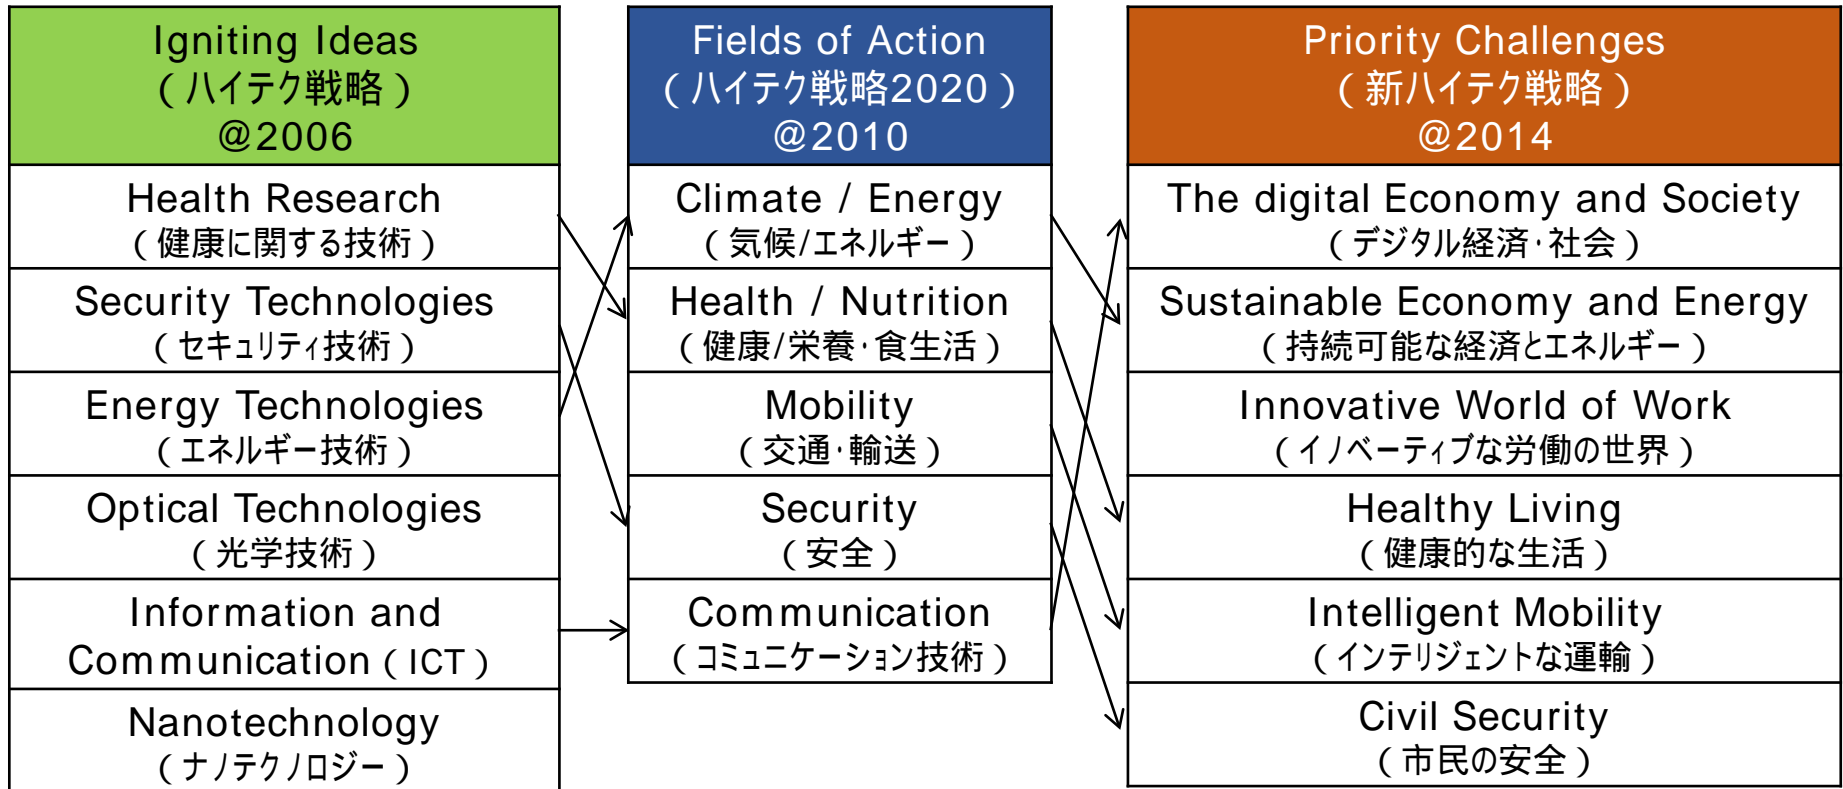 Igniting Ideas
（ハイテク戦略）
@2006
Health Research
（健康に関する技術）
Security Technologies
（セキュリティ技術）
Energy Technologies
（エネルギー技術）
Optical Technologies
（光学技術）
Information and
Communication（ICT）
Nanotechnology
（ナノテクノロジー）
Fields of Action
（ハイテク戦略2020）
@2010
Climate / Energy
（気候/エネルギー）
Health / Nutrition
（健康/栄養・食生活）
Mobility
（交通・輸送）
Security
（安全）
Communication
（コミュニケーション技術）
Priority Challenges
（新ハイテク戦略）
@2014
The digital Economy and Society
（デジタル経済・社会）
Sustainable Economy and Energy
（持続可能な経済とエネルギー）
Innovative World of Work
（イノベーティブな労働の世界）
Healthy Living
（健康的な生活）
Intelligent Mobility
（インテリジェントな運輸）
Civil Security
（市民の安全）